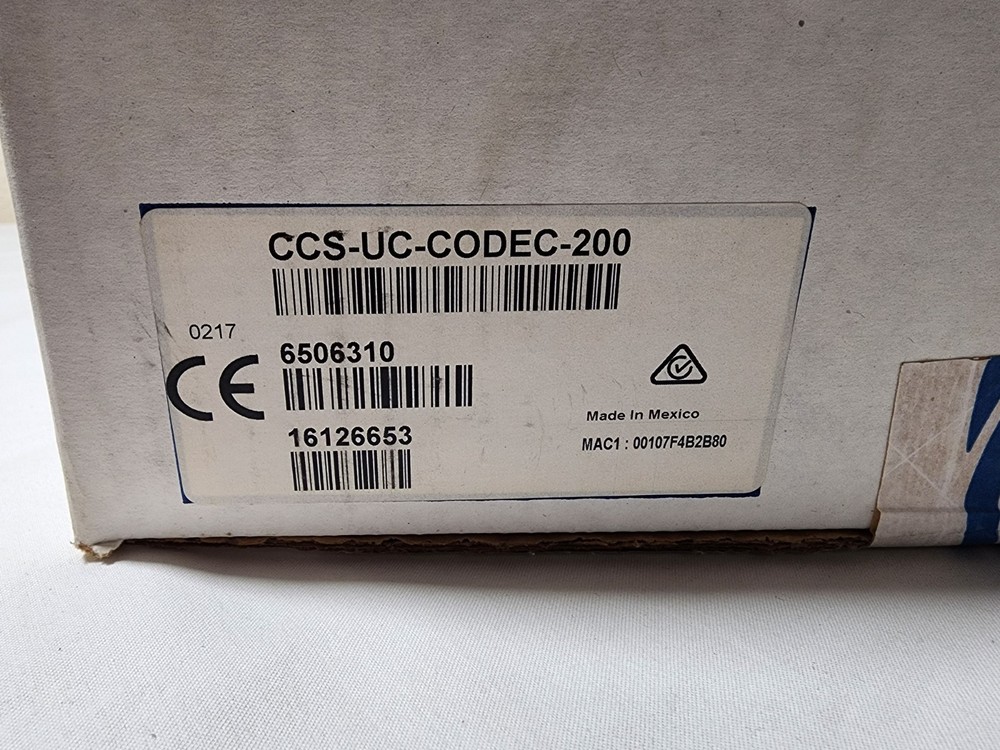 CCS-UC-CODEC-200
0217
CE
6506310
16126653
Made In Mexico
MAC1 : 00107F4B2B80